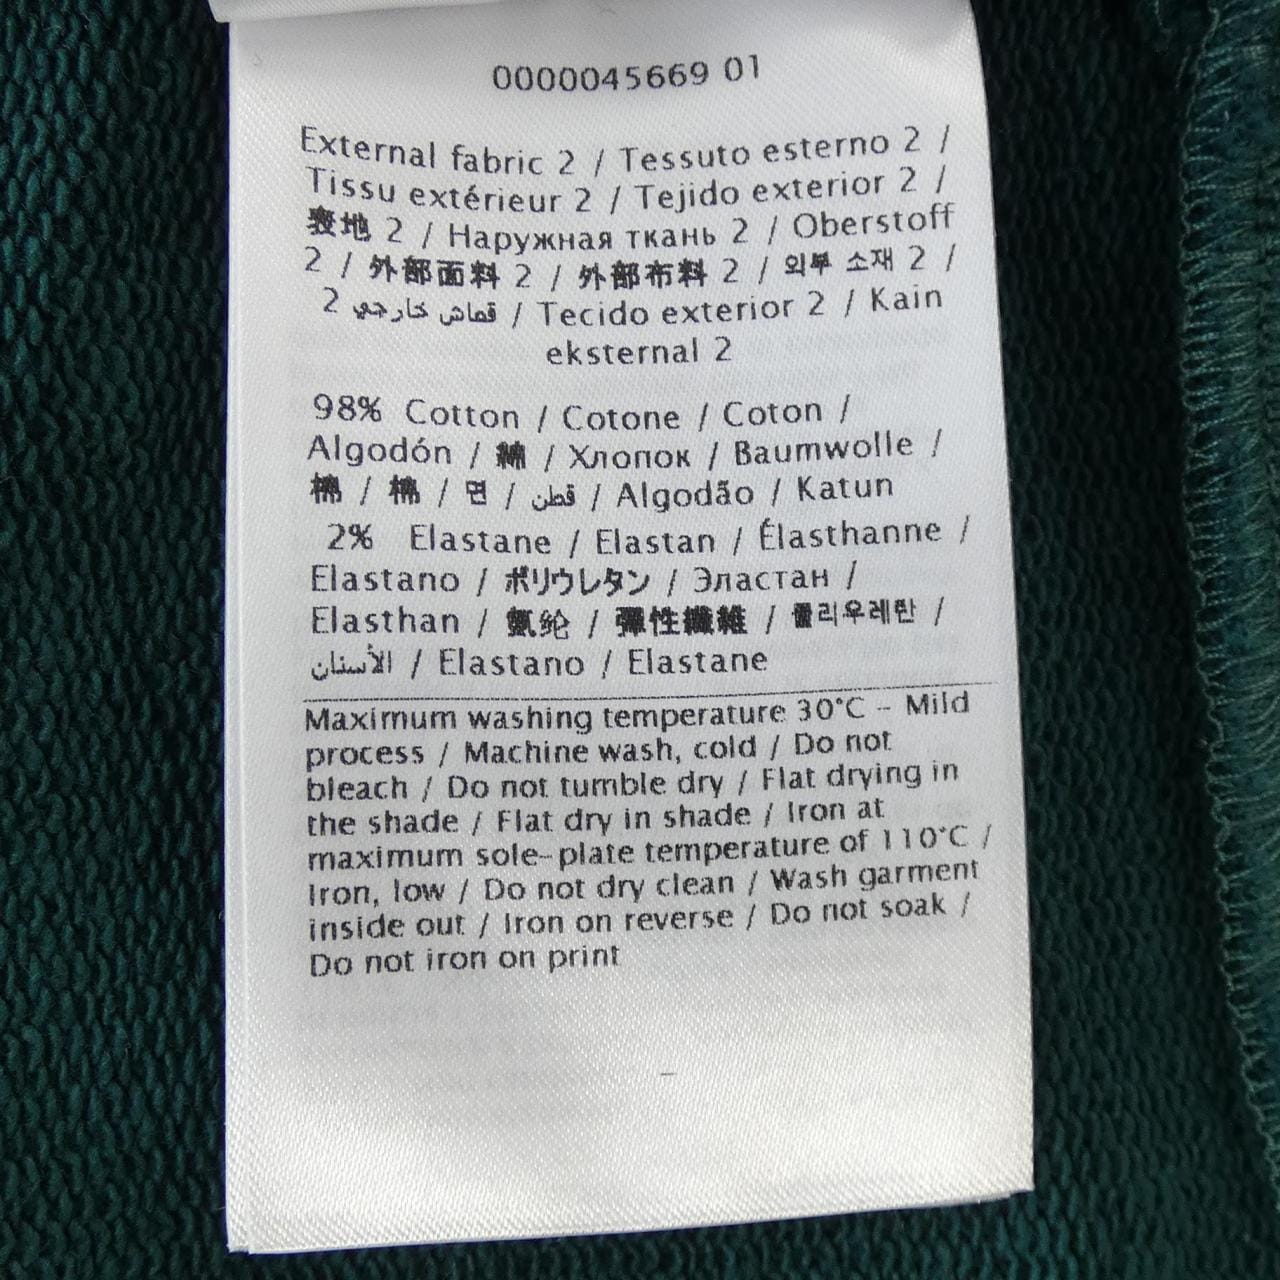 0000045669 01
External fabric 2 / Tessuto esterno 2 /
Tissu extérieur 2 / Tejido exterior 2 /
表地 2 / Наружная ткань 2 / Oberstoff
2 / 外部面料 2 / 外部布料 2 / 외부 소재 2 /
قماش خارجي 2 / Tecido exterior 2 / Kain
eksternal 2
98% Cotton / Cotone / Coton /
Algodón / 綿 / Хлопок / Baumwolle /
棉 / 棉 / 면 / قطن / Algodão / Katun
2% Elastane / Elastan / Élasthanne /
Elastano / ポリウレタン / Эластан /
Elasthan / 氨纶 / 彈性纖維 / 폴리우레탄 /
الأسنان / Elastano / Elastane
Maximum washing temperature 30°C - Mild
process / Machine wash, cold / Do not
bleach / Do not tumble dry / Flat drying in
the shade / Flat dry in shade / Iron at
maximum sole-plate temperature of 110°C /
Iron, low / Do not dry clean / Wash garment
inside out / Iron on reverse / Do not soak /
Do not iron on print